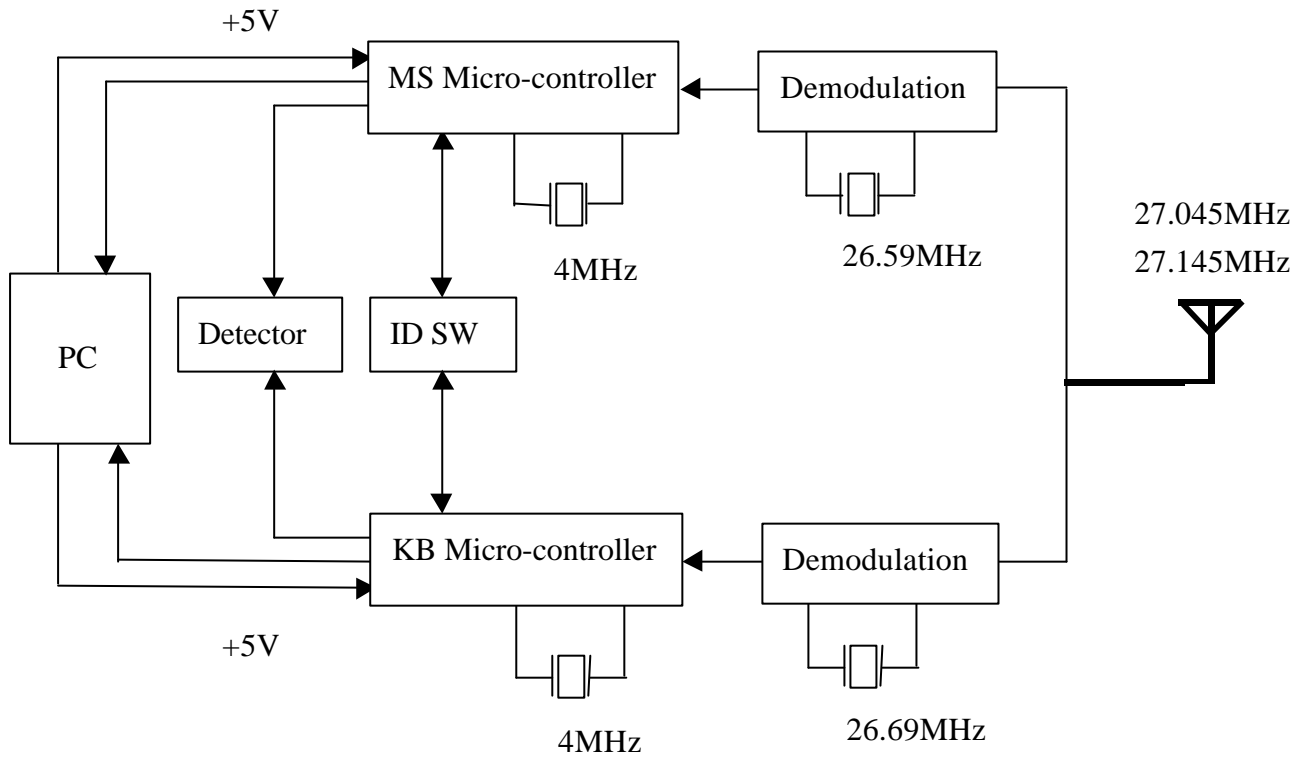 +5V
MS Micro-controller
Demodulation
4MHz
26.59MHz
27.045MHz
27.145MHz
PC
Detector
ID SW
KB Micro-controller
Demodulation
+5V
4MHz
26.69MHz